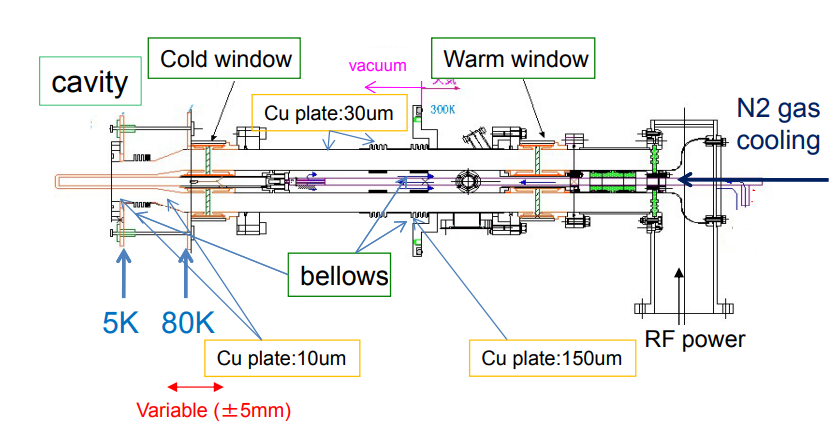 Cold window
Warm window
vacuum
cavity
300K
Cu plate:30um
N2 gas
cooling
bellows
5K
80K
RF power
Cu plate:10um
Cu plate:150um
Variable (±5mm)